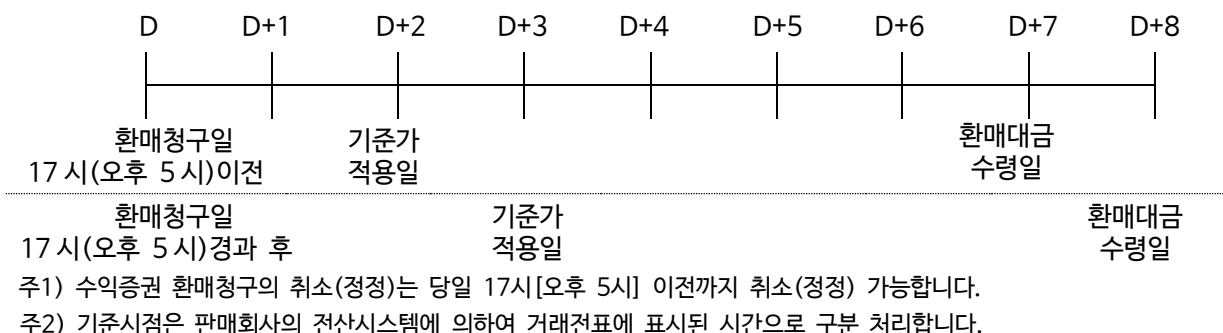 D D+1 D+2 D+3 D+4 D+5 D+6 D+7 D+8
환매청구일 기준가 환매대금
17시(오후 5시)이전 적용일 수령일
환매청구일 기준가 환매대금
17시(오후 5시)경과 후 적용일 수령일
주1) 수익증권 환매청구의 취소(정정)는 당일 17시[오후 5시] 이전까지 취소(정정) 가능합니다.
주2) 기준시점은 판매회사의 전산시스템에 의하여 거래전표에 표시된 시간으로 구분 처리합니다.